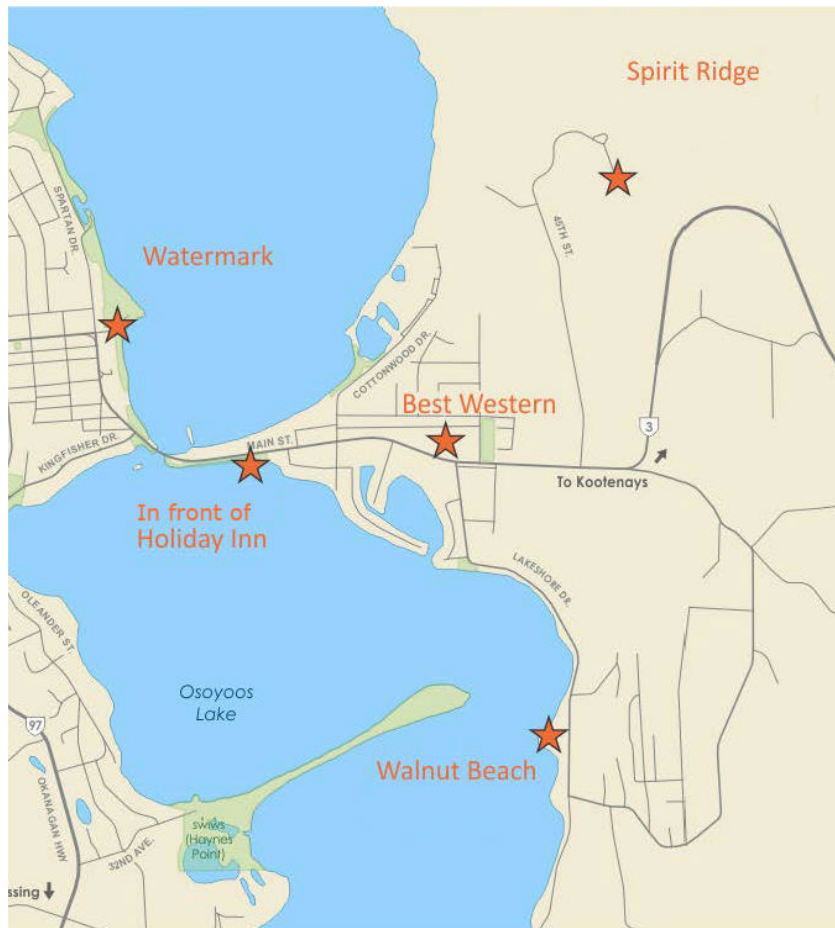 Spirit Ridge
SPARTAN DR.
45TH ST.
Watermark
COTTONWOOD DR.
Best Western
3
KINGFISHER DR.
MAIN ST.
To Kootenays
In front of
Holiday Inn
LAKESHORE DR.
OLEANDER ST.
Osoyoos
Lake
97
Walnut Beach
OKANAGAN HWY
swiws
(Haynes
Point)
32ND AVE.
ssing